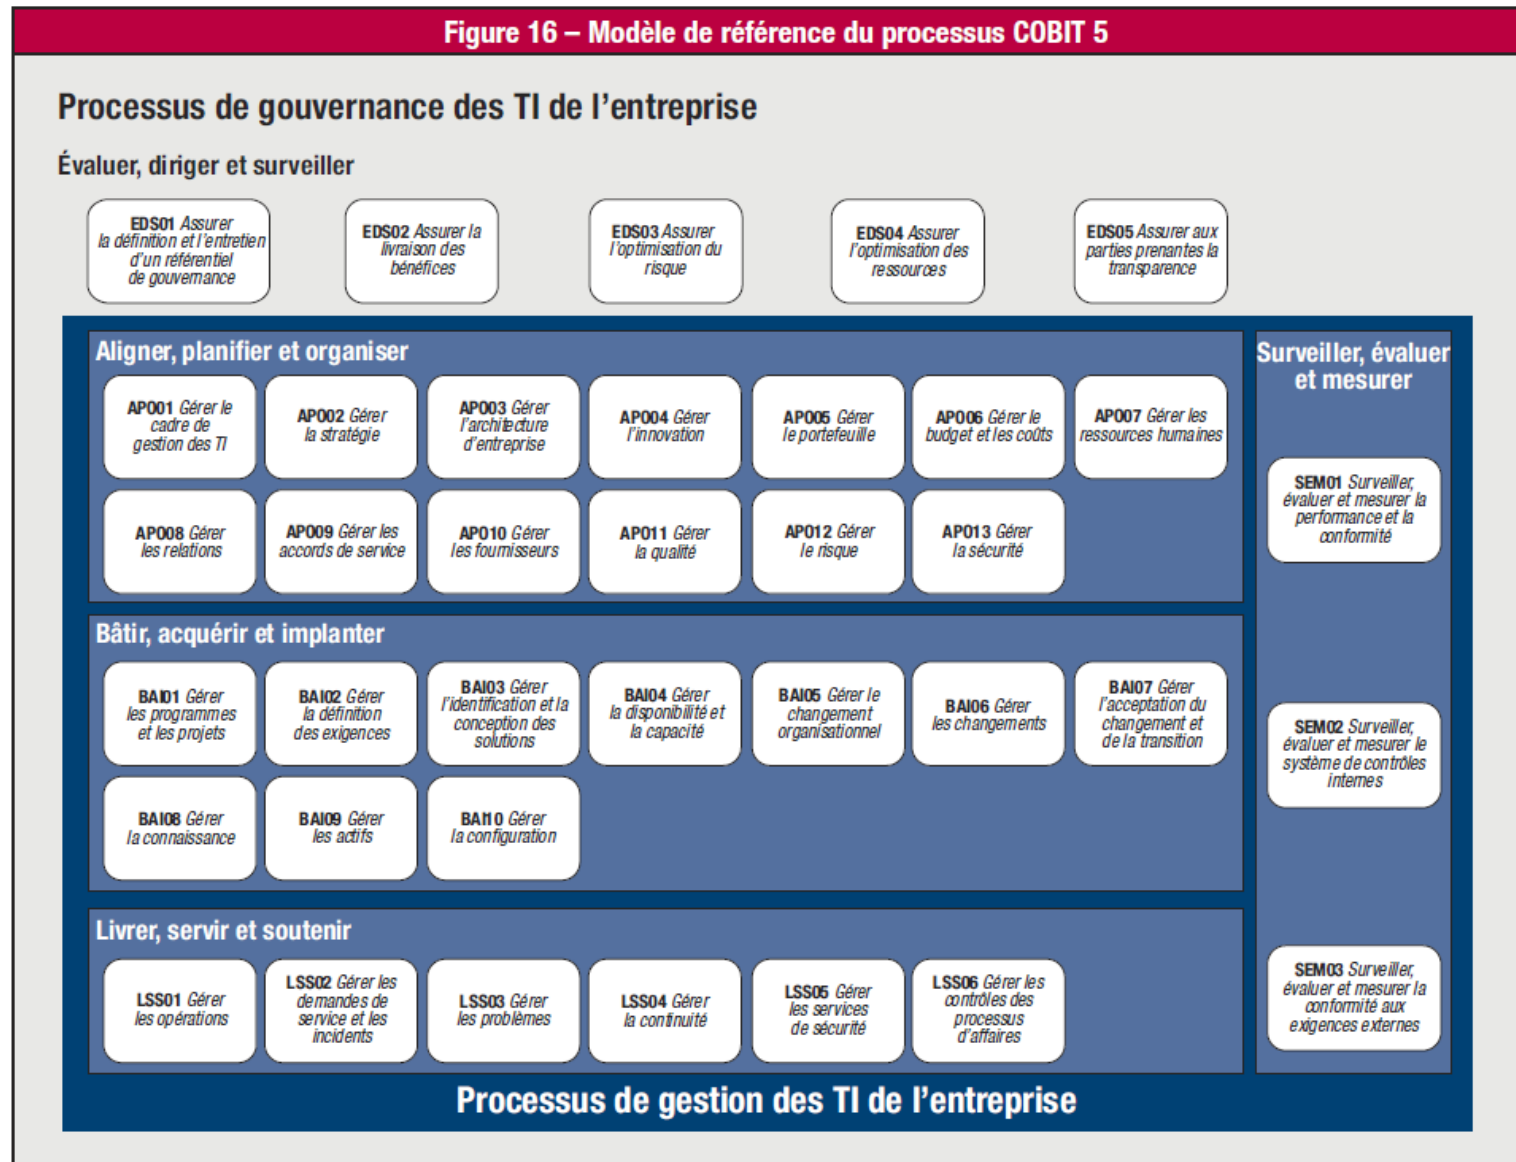 Figure 16 – Modèle de référence du processus COBIT 5
Processus de gouvernance des TI de l’entreprise
Évaluer, diriger et surveiller
EDS01 Assurer
la définition et l’entretien
d’un référentiel
de gouvernance
EDS02 Assurer la
livraison des
bénéfices
EDS03 Assurer
l’optimisation du
risque
EDS04 Assurer
l’optimisation des
ressources
EDS05 Assurer aux
parties prenantes la
transparence
Aligner, planifier et organiser
APO01 Gérer le
cadre de
gestion des TI
APO02 Gérer
la stratégie
APO03 Gérer
l’architecture
d’entreprise
APO04 Gérer
l’innovation
APO05 Gérer
le portefeuille
APO06 Gérer le
budget et les coûts
APO07 Gérer les
ressources humaines
APO08 Gérer
les relations
APO09 Gérer les
accords de service
APO10 Gérer
les fournisseurs
APO11 Gérer
la qualité
APO12 Gérer
le risque
APO13 Gérer
la sécurité
Bâtir, acquérir et implanter
BAI01 Gérer
les programmes
et les projets
BAI02 Gérer
la définition
des exigences
BAI03 Gérer
l’identification et la
conception des
solutions
BAI04 Gérer
la disponibilité et
la capacité
BAI05 Gérer le
changement
organisationnel
BAI06 Gérer
les changements
BAI07 Gérer
l’acceptation du
changement et
de la transition
BAI08 Gérer
la connaissance
BAI09 Gérer
les actifs
BAI10 Gérer
la configuration
Livrer, servir et soutenir
LSS01 Gérer
les opérations
LSS02 Gérer les
demandes de
service et les
incidents
LSS03 Gérer
les problèmes
LSS04 Gérer
la continuité
LSS05 Gérer
les services
de sécurité
LSS06 Gérer les
contrôles des
processus
d’affaires
Surveiller, évaluer
et mesurer
SEM01 Surveiller,
évaluer et mesurer la
performance et la
conformité
SEM02 Surveiller,
évaluer et mesurer le
système de contrôles
internes
SEM03 Surveiller,
évaluer et mesurer la
conformité aux
exigences externes
Processus de gestion des TI de l’entreprise